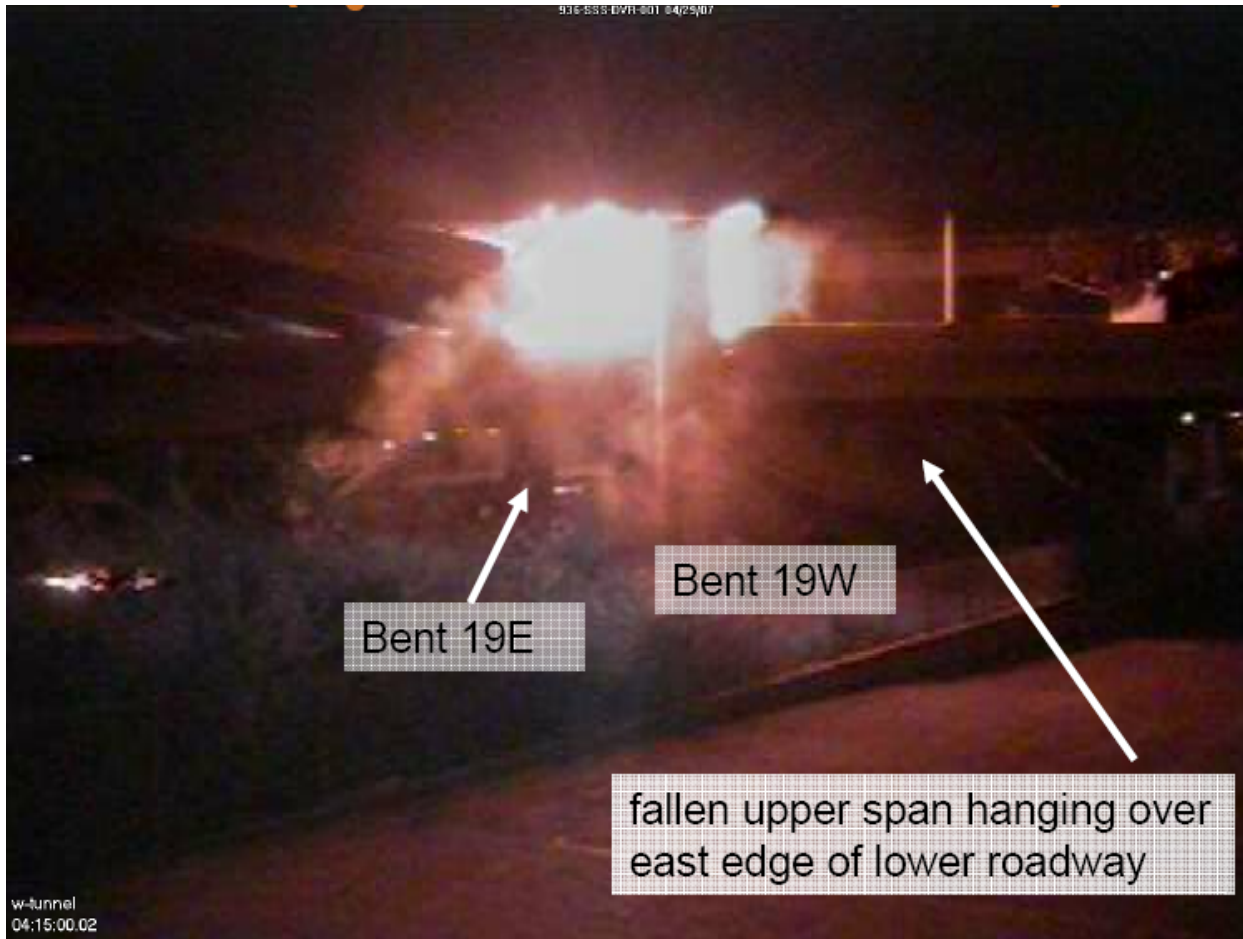 936-SSS-DVR-001 04/29/07
Bent 19W
Bent 19E
fallen upper span hanging over
east edge of lower roadway
w-tunnel
04:15:00.02